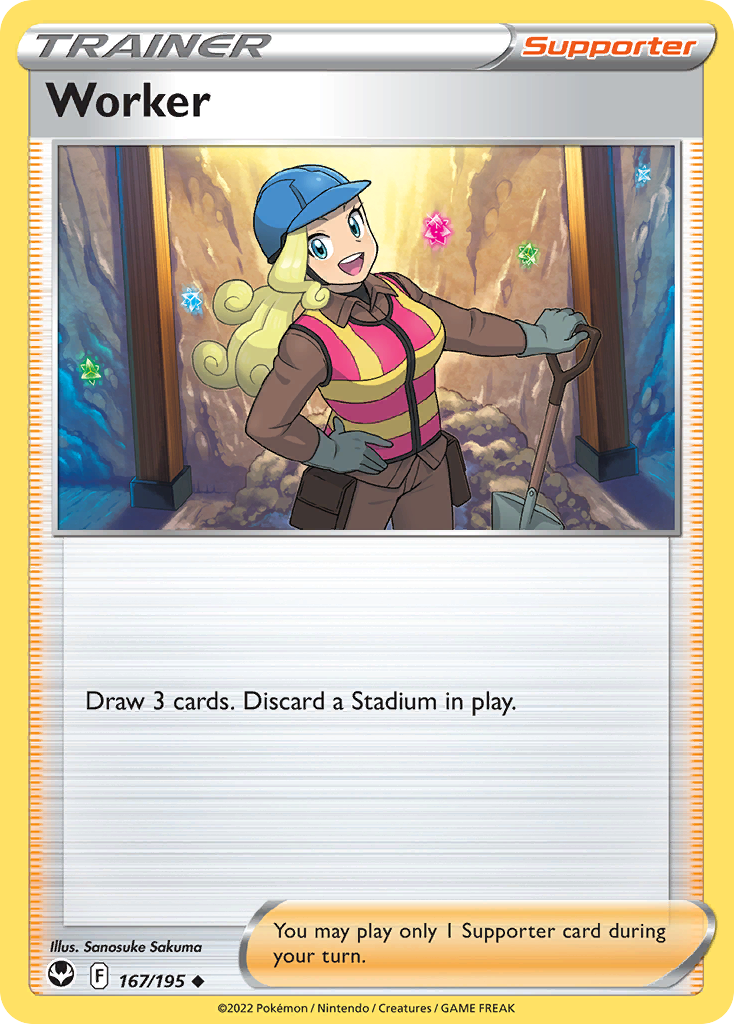 TRAINER
Supporter
Worker
Draw 3 cards. Discard a Stadium in play.
You may play only 1 Supporter card during
your turn.
Illus. Sanosuke Sakuma
F
167/195
©2022 Pokémon / Nintendo / Creatures / GAME FREAK